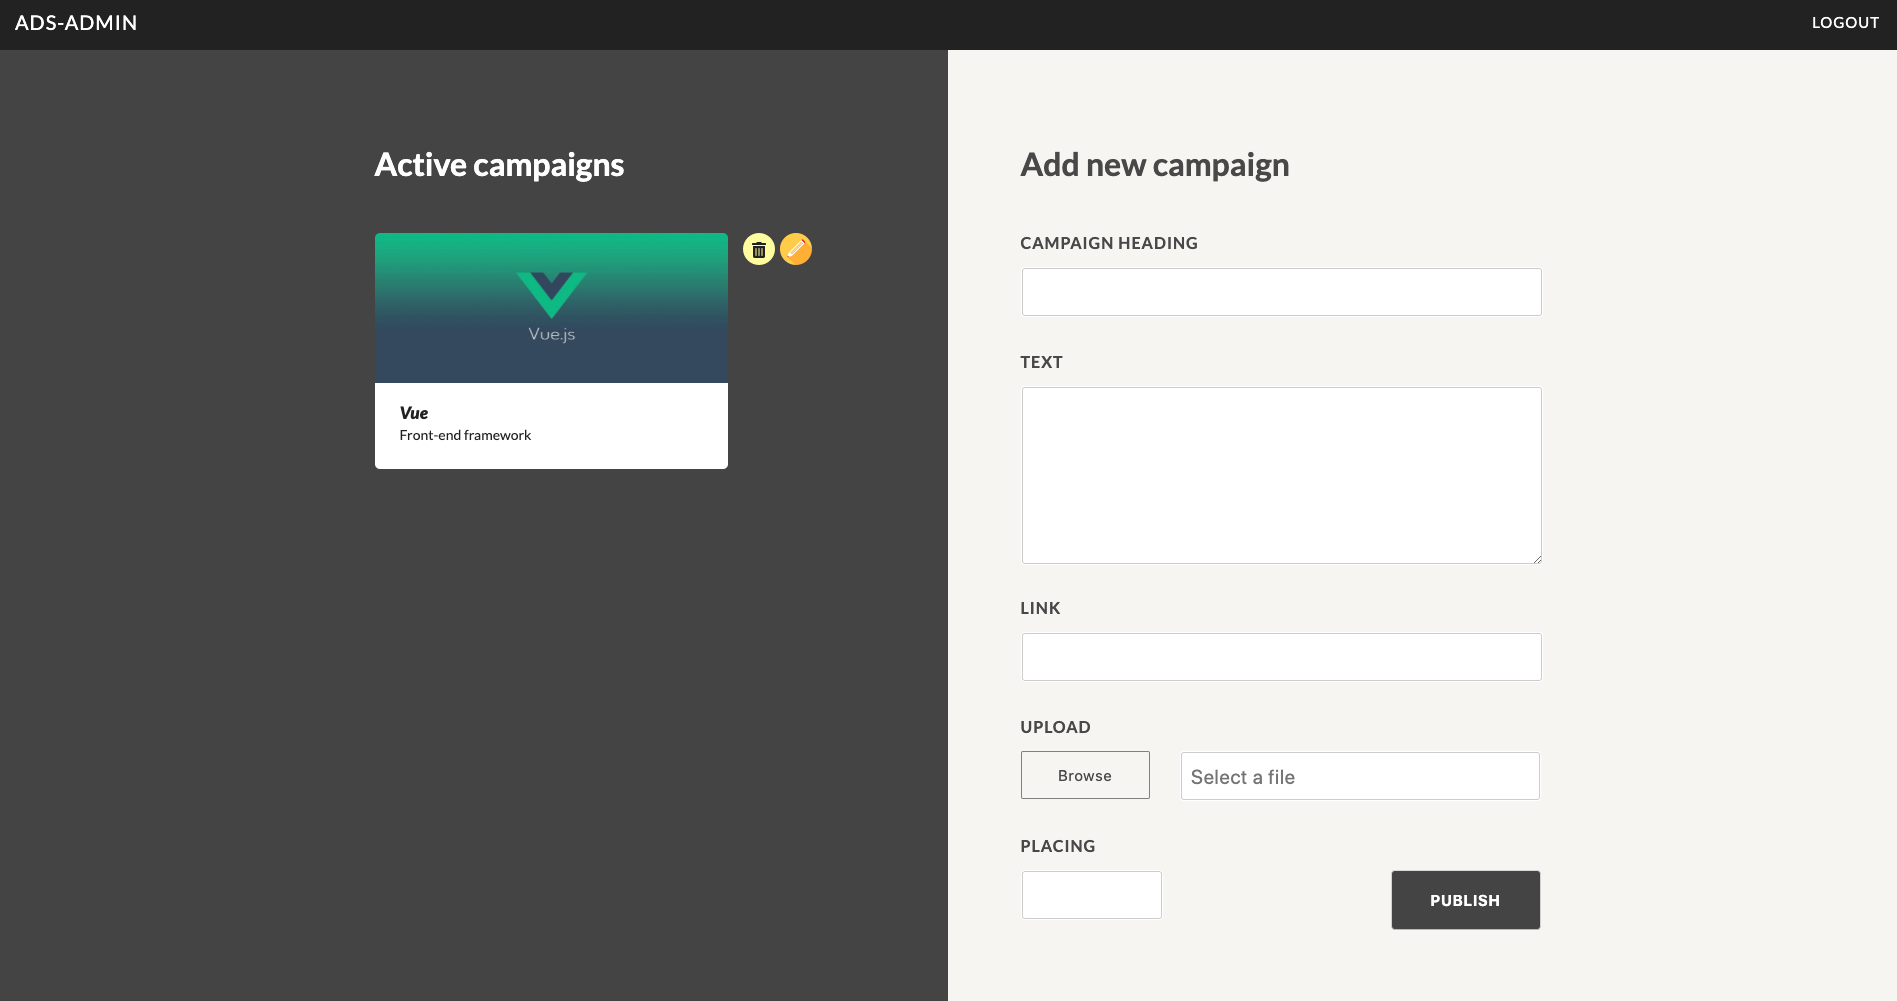 ADS-ADMIN
LOGOUT
Active campaigns
Vue.js
Vue
Front-end framework
Add new campaign
CAMPAIGN HEADING
TEXT
LINK
UPLOAD
Browse
Select a file
PLACING
PUBLISH